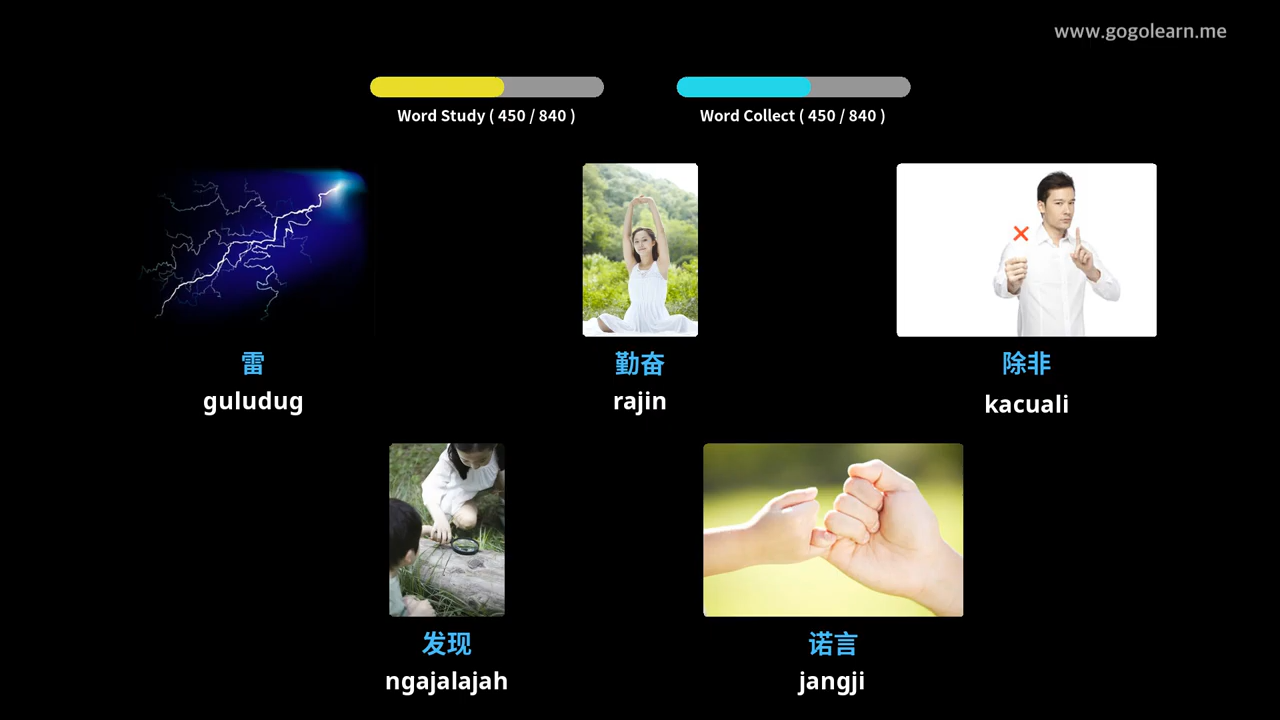 www.gogolearn.me
Word Study ( 450 / 840 )
Word Collect ( 450 / 840 )
雷
guludug
勤奋
rajin
除非
kacuali
发现
ngajalajah
诺言
jangji